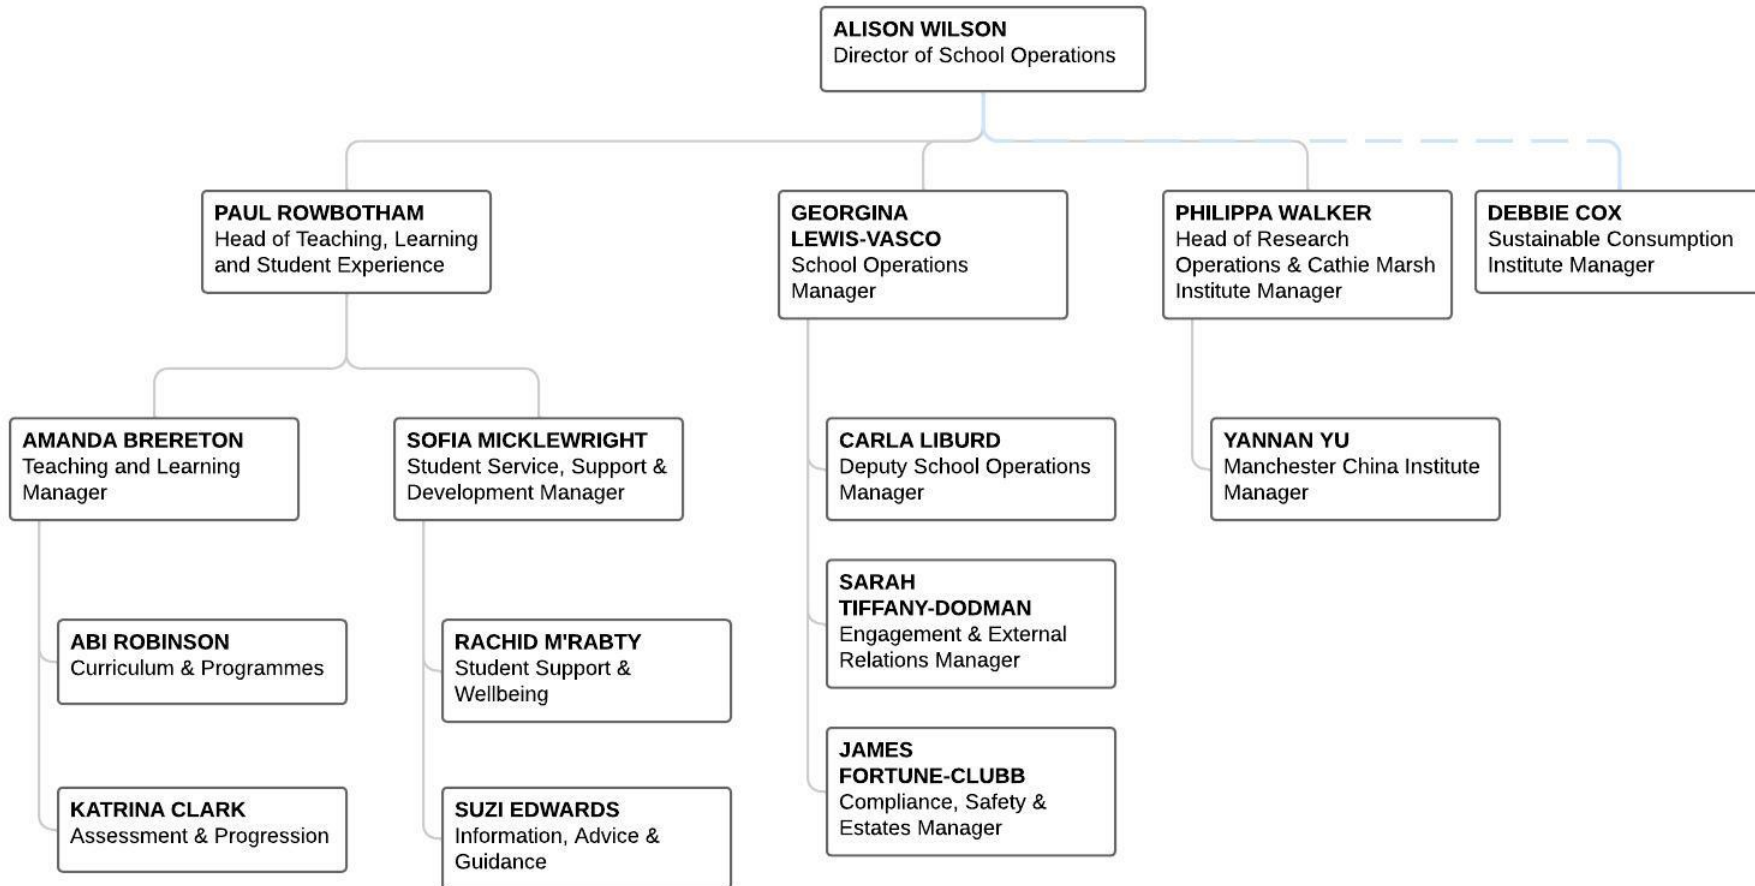 ALISON WILSON
Director of School Operations
PAUL ROWBOTHAM
Head of Teaching, Learning
and Student Experience
GEORGINA
LEWIS-VASCO
School Operations
Manager
PHILIPPA WALKER
Head of Research
Operations & Cathie Marsh
Institute Manager
DEBBIE COX
Sustainable Consumption
Institute Manager
AMANDA BRERETON
Teaching and Learning
Manager
SOFIA MICKLEWRIGHT
Student Service, Support &
Development Manager
CARLA LIBURD
Deputy School Operations
Manager
YANNAN YU
Manchester China Institute
Manager
SARAH
TIFFANY-DODMAN
Engagement & External
Relations Manager
ABI ROBINSON
Curriculum & Programmes
RACHID M'RABTY
Student Support &
Wellbeing
JAMES
FORTUNE-CLUBB
Compliance, Safety &
Estates Manager
KATRINA CLARK
Assessment & Progression
SUZI EDWARDS
Information, Advice &
Guidance